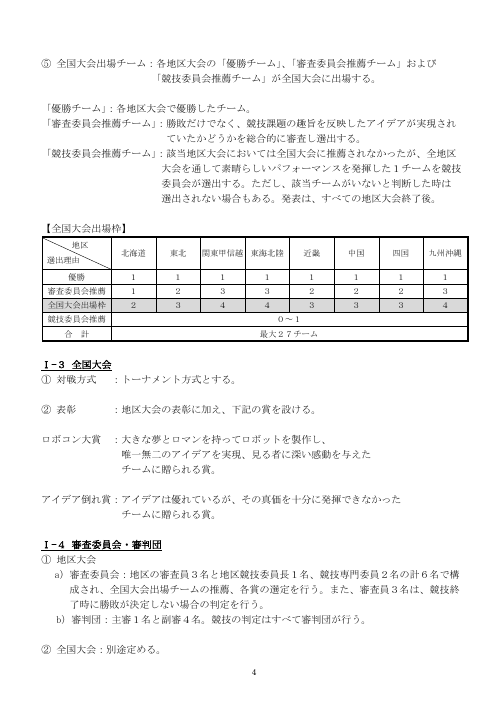 ⑤ 全国大会出場チーム：各地区大会の「優勝チーム」、「審査委員会推薦チーム」および
「競技委員会推薦チーム」が全国大会に出場する。
「優勝チーム」：各地区大会で優勝したチーム。
「審査委員会推薦チーム」：勝敗だけでなく、競技課題の趣旨を反映したアイデアが実現され
ていたかどうかを総合的に審査し選出する。
「競技委員会推薦チーム」：該当地区大会においては全国大会に推薦されなかったが、全地区
大会を通して素晴らしいパフォーマンスを発揮した１チームを競技
委員会が選出する。ただし、該当チームがいないと判断した時は
選出されない場合もある。発表は、すべての地区大会終了後。
【全国大会出場枠】
地区
選出理由 北海道 東北 関東甲信越 東海北陸 近畿 中国 四国 九州沖縄
優勝 1 1 1 1 1 1 1 1
審査委員会推薦 1 2 3 3 2 2 2 3
全国大会出場枠 2 3 4 4 3 3 3 4
競技委員会推薦 ０～１
合 計 最大２７チーム
Ⅰ-３ 全国大会
① 対戦方式 ：トーナメント方式とする。
② 表彰 ：地区大会の表彰に加え、下記の賞を設ける。
ロボコン大賞 ：大きな夢とロマンを持ってロボットを製作し、
唯一無二のアイデアを実現、見る者に深い感動を与えた
チームに贈られる賞。
アイデア倒れ賞：アイデアは優れているが、その真価を十分に発揮できなかった
チームに贈られる賞。
Ⅰ-４ 審査委員会・審判団
① 地区大会
a）審査委員会：地区の審査員３名と地区競技委員長１名、競技専門委員２名の計６名で構
成され、全国大会出場チームの推薦、各賞の選定を行う。また、審査員３名は、競技終
了時に勝敗が決定しない場合の判定を行う。
b）審判団：主審１名と副審４名。競技の判定はすべて審判団が行う。
② 全国大会：別途定める。
4